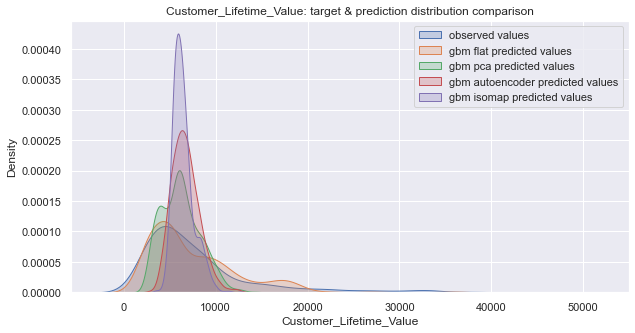 Customer_Lifetime_Value: target & prediction distribution comparison
observed values
gbm flat predicted values
gbm pca predicted values
gbm autoencoder predicted values
gbm isomap predicted values
0.00040
0.00035
0.00030
0.00025
0.00020
0.00015
0.00010
0.00005
0.00000
Density
0 10000 20000 30000 40000 50000
Customer_Lifetime_Value